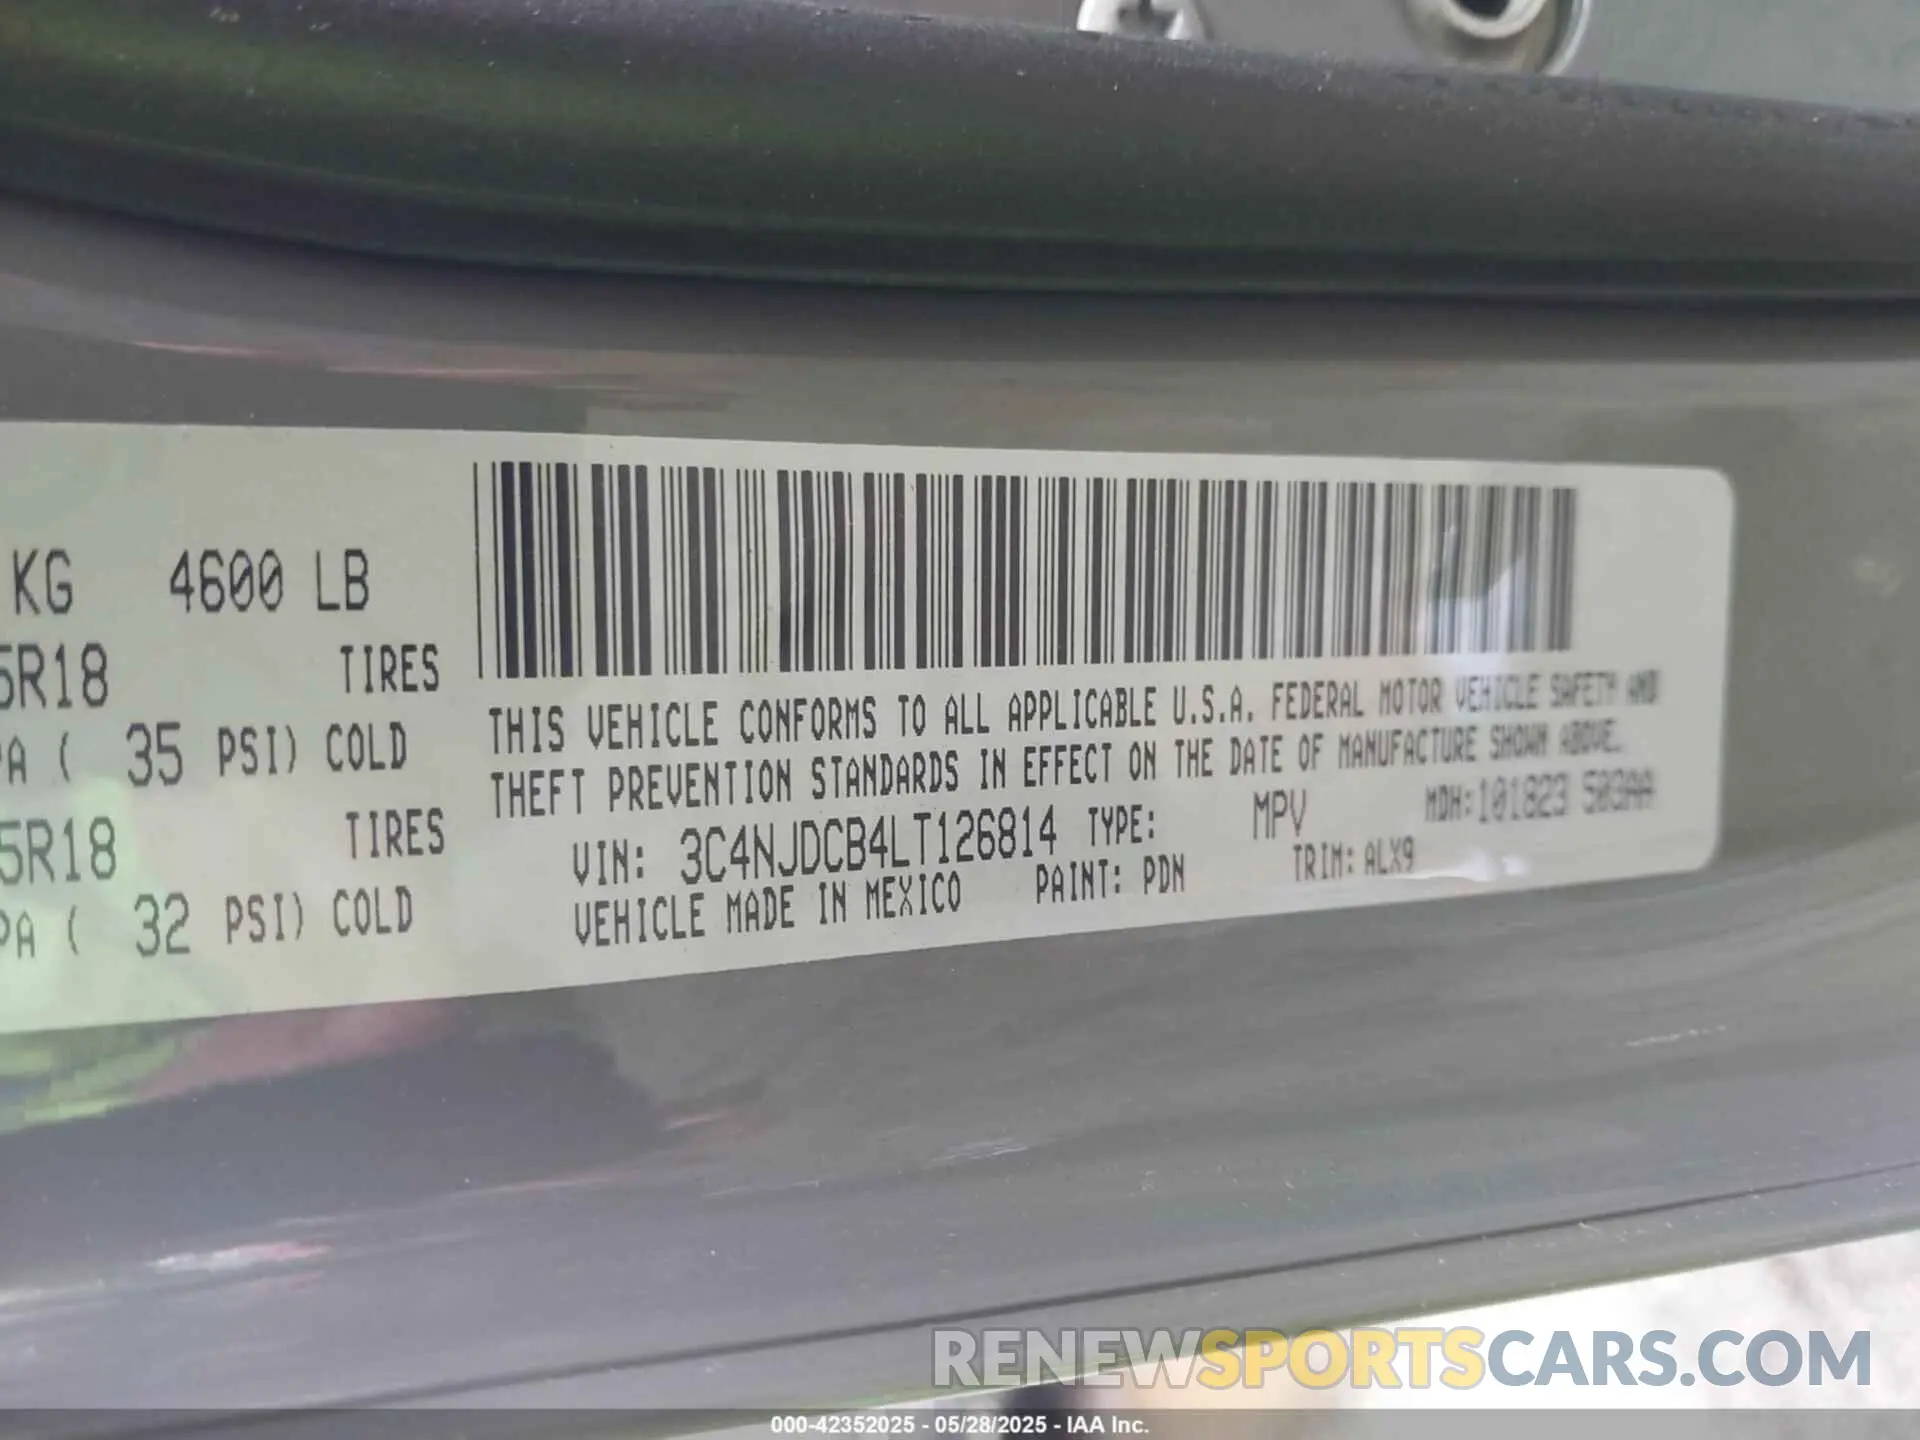 KG 4600 LB
5R18 TIRES
PA ( 35 PSI) COLD
5R18 TIRES
PA ( 32 PSI) COLD
THIS VEHICLE CONFORMS TO ALL APPLICABLE U.S.A. FEDERAL MOTOR VEHICLE SAFETY AND
THEFT PREVENTION STANDARDS IN EFFECT ON THE DATE OF MANUFACTURE SHOWN ABOVE.
VIN: 3C4NJDCB4LT126814 TYPE: MPV MDH:101823 503AA
VEHICLE MADE IN MEXICO PAINT: PDN TRIM: ALX9
RENEWSPORTSCARS.COM
000-42352025 - 05/28/2025 - IAA Inc.